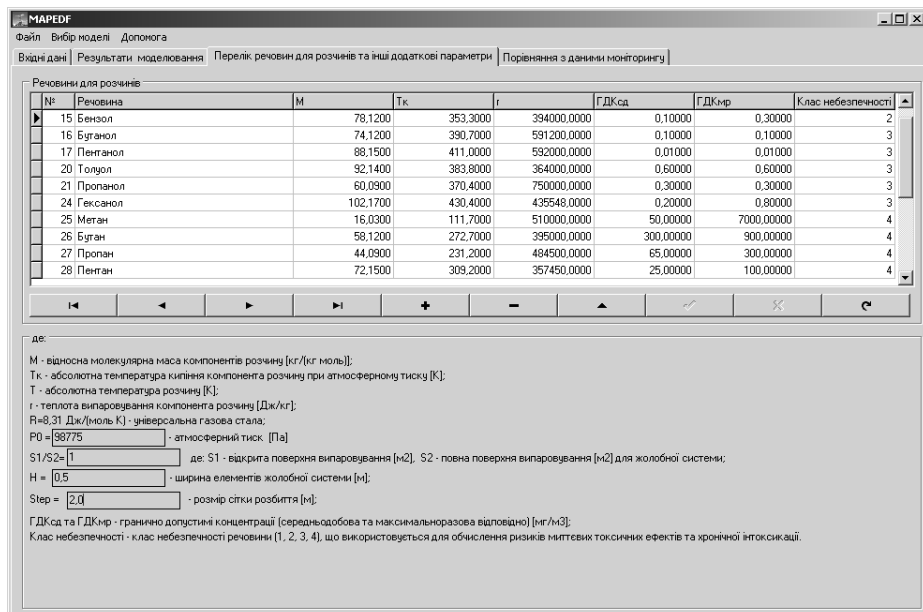 MAPEDF
Файл Вибір моделі Допомога
Вхідні дані Результати моделювання Перелік речовин для розчинів та інші додаткові параметри Порівняння з даними моніторингу
Речовини для розчинів
№ Речовина М Тк r ГДКсд ГДКмр Клас небезпечності
15 Бензол 78,1200 353,3000 394000,0000 0,10000 0,30000 2
16 Бутанол 74,1200 390,7000 591200,0000 0,10000 0,10000 3
17 Пентанол 88,1500 411,0000 592000,0000 0,01000 0,01000 3
20 Толуол 92,1400 383,8000 364000,0000 0,60000 0,60000 3
21 Пропанол 60,0900 370,4000 750000,0000 0,30000 0,30000 3
24 Гексанол 102,1700 430,4000 435548,0000 0,20000 0,80000 3
25 Метан 16,0300 111,7000 510000,0000 50,00000 7000,00000 4
26 Бутан 58,1200 272,7000 395000,0000 300,00000 900,00000 4
27 Пропан 44,0900 231,2000 484500,0000 65,00000 300,00000 4
28 Пентан 72,1500 309,2000 357450,0000 25,00000 100,00000 4
де:
М - відносна молекулярна маса компонентів розчину [кг/(кг моль)];
Тк - абсолютна температура кипіння компонента розчину при атмосферному тиску [К];
Т - абсолютна температура розчину [К];
r - теплота випаровування компонента розчину [Дж/кг];
R=8,31 Дж/(моль К) - універсальна газова стала;
P0 = 98775 - атмосферний тиск [Па]
S1/S2= 1 де: S1 - відкрита поверхня випаровування [м2], S2 - повна поверхня випаровування [м2] для жолобної системи;
H = 0,5 - ширина елементів жолобної системи [м];
Step = 2,0 - розмір сітки розбиття [м];
ГДКсд та ГДКмр - гранично допустимі концентрації (середньодобова та максимальноразова відповідно) [мг/м3];
Клас небезпечності - клас небезпечності речовини (1, 2, 3, 4), що використовується для обчислення ризиків миттєвих токсичних ефектів та хронічної інтоксикації.